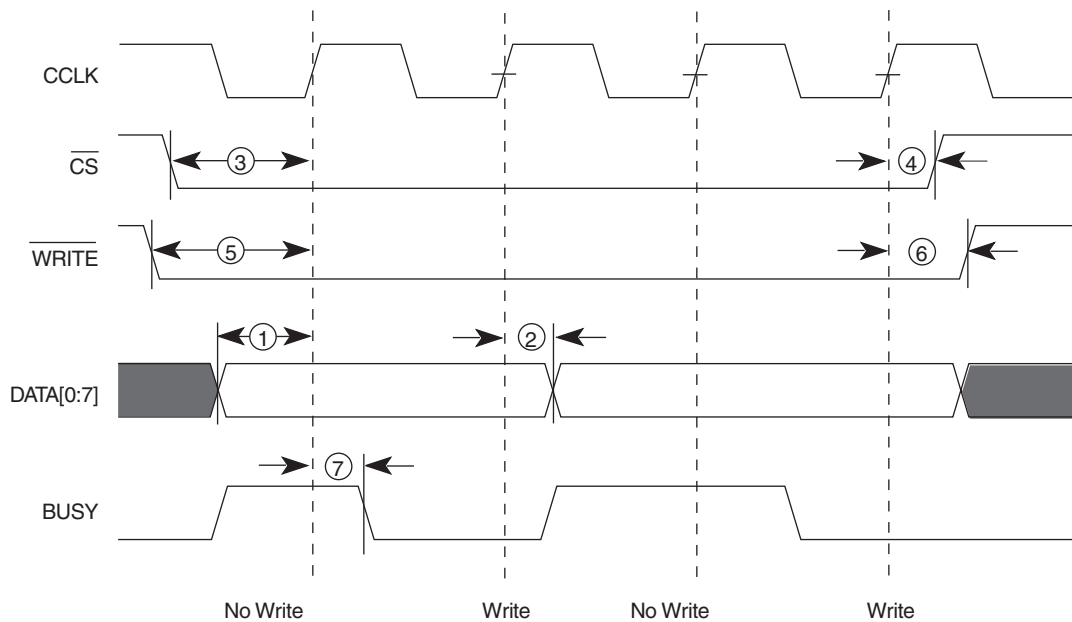 CCLK
CS
③
④
WRITE
⑤
⑥
①
②
DATA[0:7]
⑦
BUSY
No Write
Write
No Write
Write